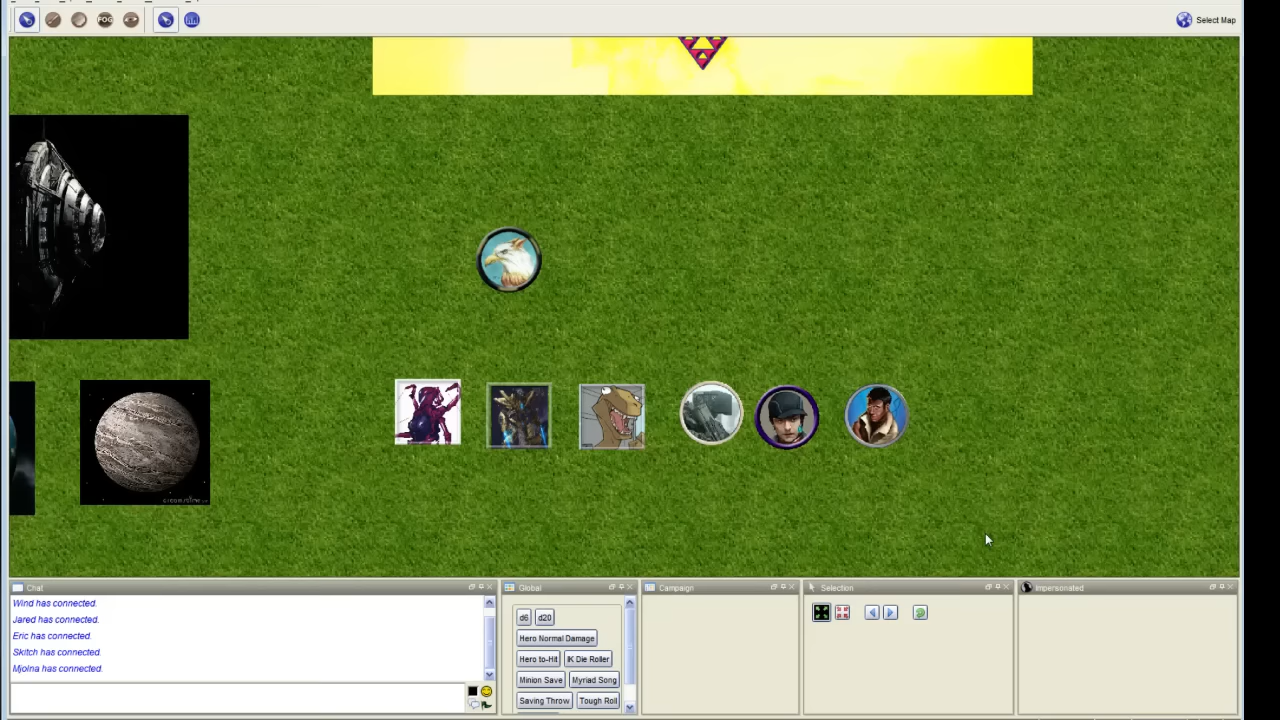 FOG
Select Map
Chat
Global
Campaign
Selection
Impersonated
Wind has connected.
Jared has connected.
Eric has connected.
Skitch has connected.
Mjolna has connected.
d6 d20
Hero Normal Damage
Hero to-Hit IK Die Roller
Minion Save Myriad Song
Saving Throw Tough Roll